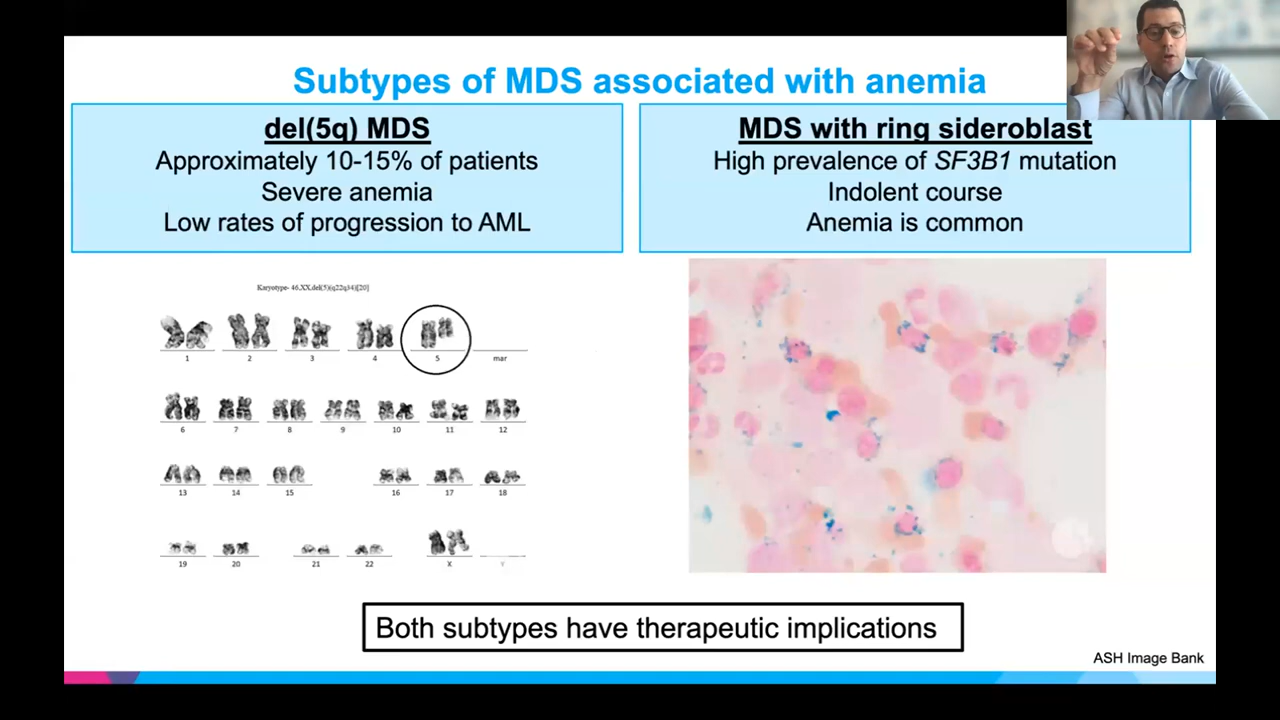 Subtypes of MDS associated with anemia
del(5q) MDS
Approximately 10-15% of patients
Severe anemia
Low rates of progression to AML
MDS with ring sideroblast
High prevalence of SF3B1 mutation
Indolent course
Anemia is common
Karyotype- 46,XX,del(5)(q22q34)[20]
1 2 3 4 5 mar
6 7 8 9 10 11 12
13 14 15 16 17 18
19 20 21 22 X Y
Both subtypes have therapeutic implications
ASH Image Bank